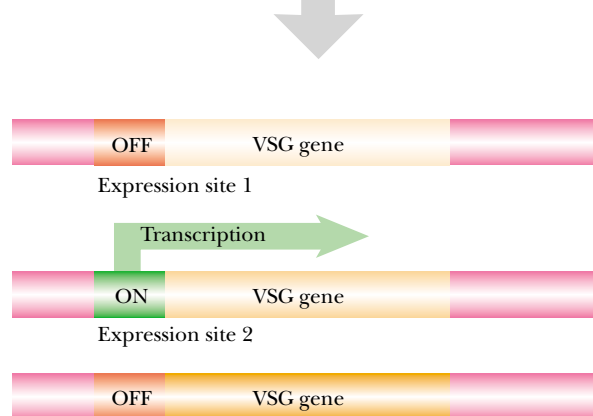 OFF VSG gene
Expression site 1
Transcription
ON VSG gene
Expression site 2
OFF VSG gene